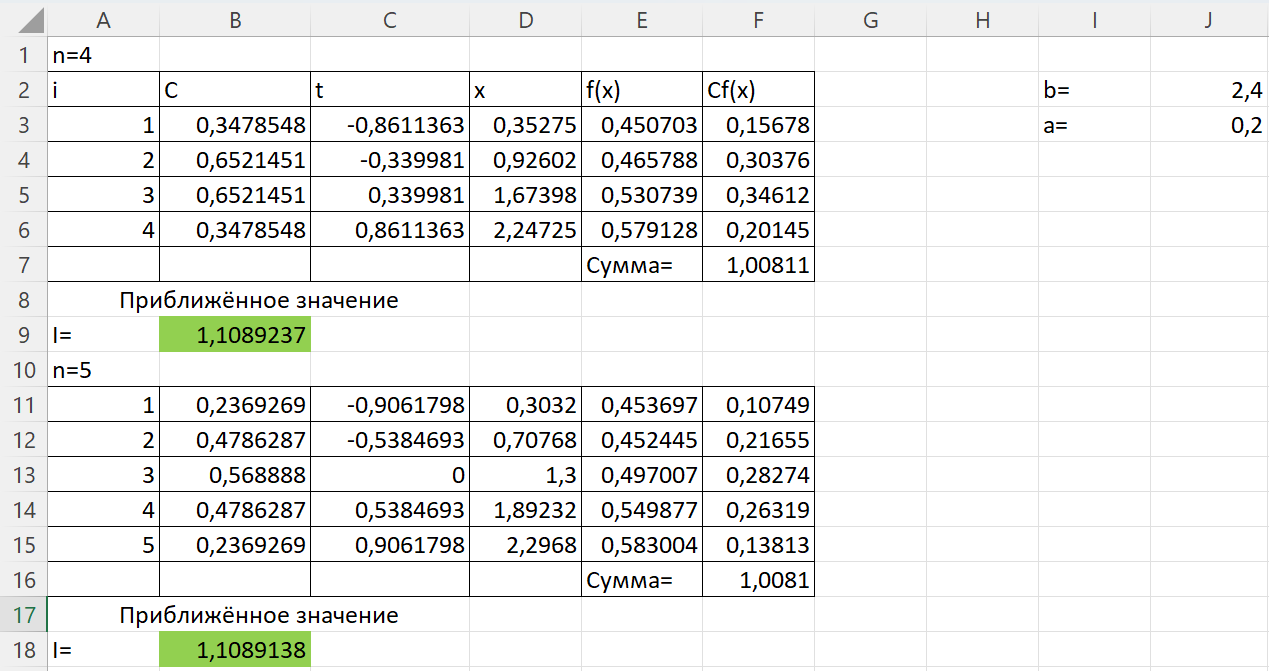 A B C D E F G H I J
1 n=4
2 i C t x f(x) Cf(x) b= 2,4
3 1 0,3478548 -0,8611363 0,35275 0,450703 0,15678 a= 0,2
4 2 0,6521451 -0,339981 0,92602 0,465788 0,30376
5 3 0,6521451 0,339981 1,67398 0,530739 0,34612
6 4 0,3478548 0,8611363 2,24725 0,579128 0,20145
7 Сумма= 1,00811
8 Приближённое значение
9 I= 1,1089237
10 n=5
11 1 0,2369269 -0,9061798 0,3032 0,453697 0,10749
12 2 0,4786287 -0,5384693 0,70768 0,452445 0,21655
13 3 0,568888 0 1,3 0,497007 0,28274
14 4 0,4786287 0,5384693 1,89232 0,549877 0,26319
15 5 0,2369269 0,9061798 2,2968 0,583004 0,13813
16 Сумма= 1,0081
17 Приближённое значение
18 I= 1,1089138